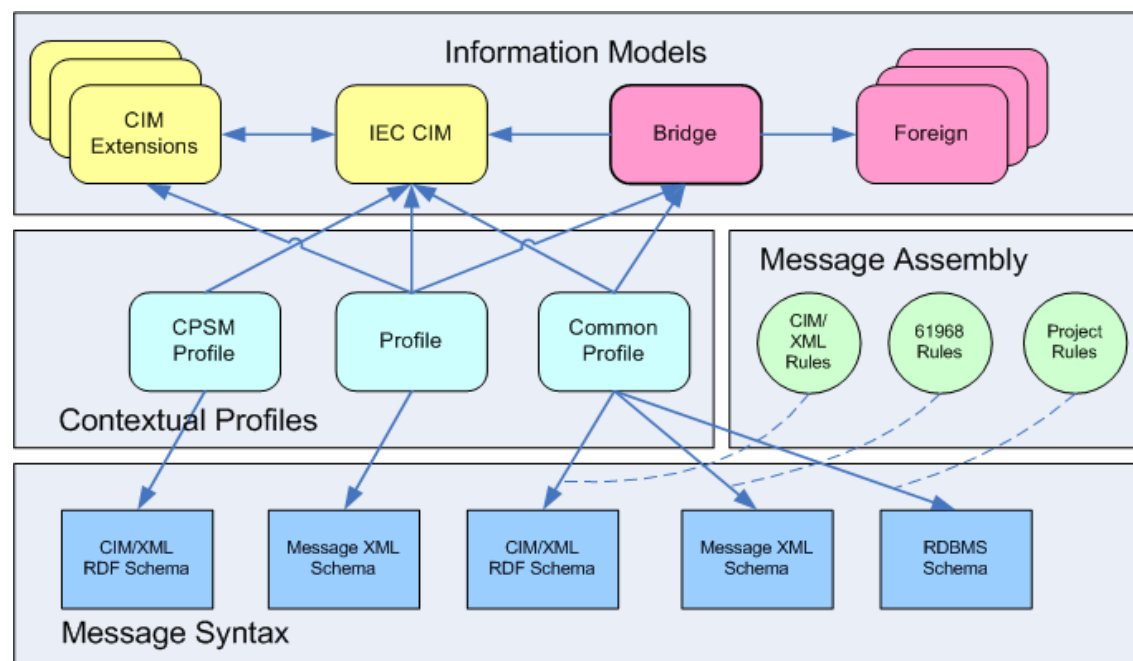 Information Models
CIM
Extensions
IEC CIM
Bridge
Foreign
Message Assembly
CIM/
XML
Rules
61968
Rules
Project
Rules
CPSM
Profile
Profile
Common
Profile
Contextual Profiles
CIM/XML
RDF Schema
Message XML
Schema
CIM/XML
RDF Schema
Message XML
Schema
RDBMS
Schema
Message Syntax